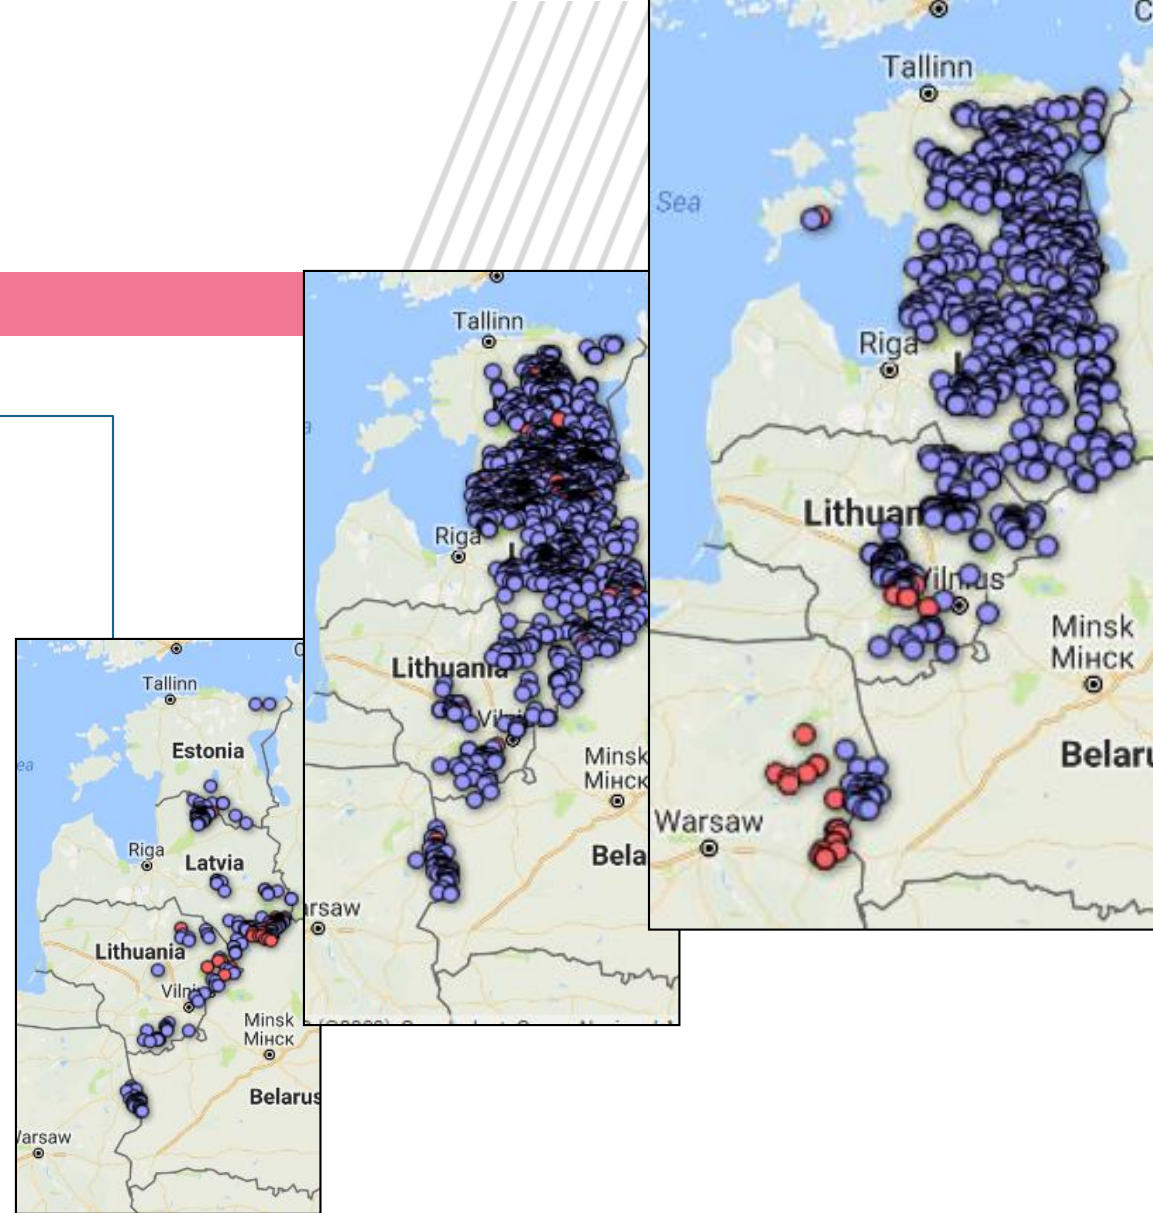 Tallinn
Estonia
Riga
Latvia
Lithuania
Minsk
Мінск
Belarus
Tallinn
Riga
Lithuania
Minsk
Мінск
Bela
rsaw
Tallinn
Sea
Riga
Lithuan
Vilnius
Minsk
Мінск
Belaru
Warsaw